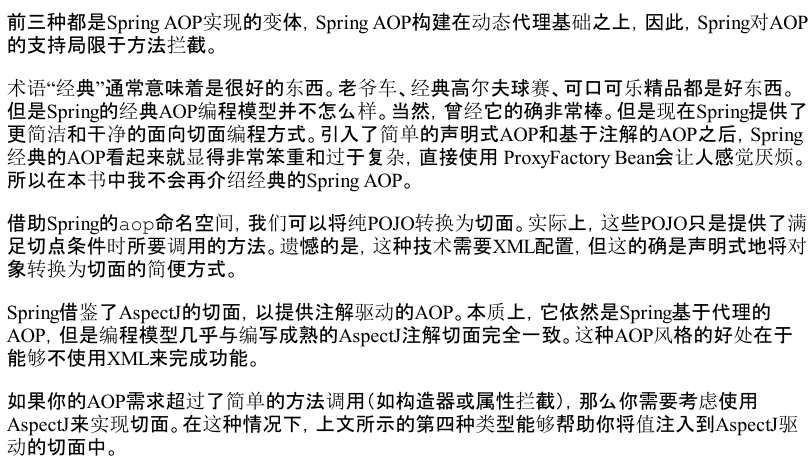 前三种都是Spring AOP实现的变体，Spring AOP构建在动态代理基础之上，因此，Spring对AOP
的支持局限于方法拦截。
术语“经典”通常意味着是很好的东西。老爷车、经典高尔夫球赛、可口可乐精品都是好东西。
但是Spring的经典AOP编程模型并不怎么样。当然，曾经它的确非常棒。但是现在Spring提供了
更简洁和干净的面向切面编程方式。引入了简单的声明式AOP和基于注解的AOP之后，Spring
经典的AOP看起来就显得非常笨重和过于复杂，直接使用 ProxyFactory Bean会让人感觉厌烦。
所以在本书中我不会再介绍经典的Spring AOP。
借助Spring的aop命名空间，我们可以将纯POJO转换为切面。实际上，这些POJO只是提供了满
足切点条件时所要调用的方法。遗憾的是，这种技术需要XML配置，但这的确是声明式地将对
象转换为切面的简便方式。
Spring借鉴了AspectJ的切面，以提供注解驱动的AOP。本质上，它依然是Spring基于代理的
AOP，但是编程模型几乎与编写成熟的AspectJ注解切面完全一致。这种AOP风格的好处在于
能够不使用XML来完成功能。
如果你的AOP需求超过了简单的方法调用（如构造器或属性拦截），那么你需要考虑使用
AspectJ来实现切面。在这种情况下，上文所示的第四种类型能够帮助你将值注入到AspectJ驱
动的切面中。